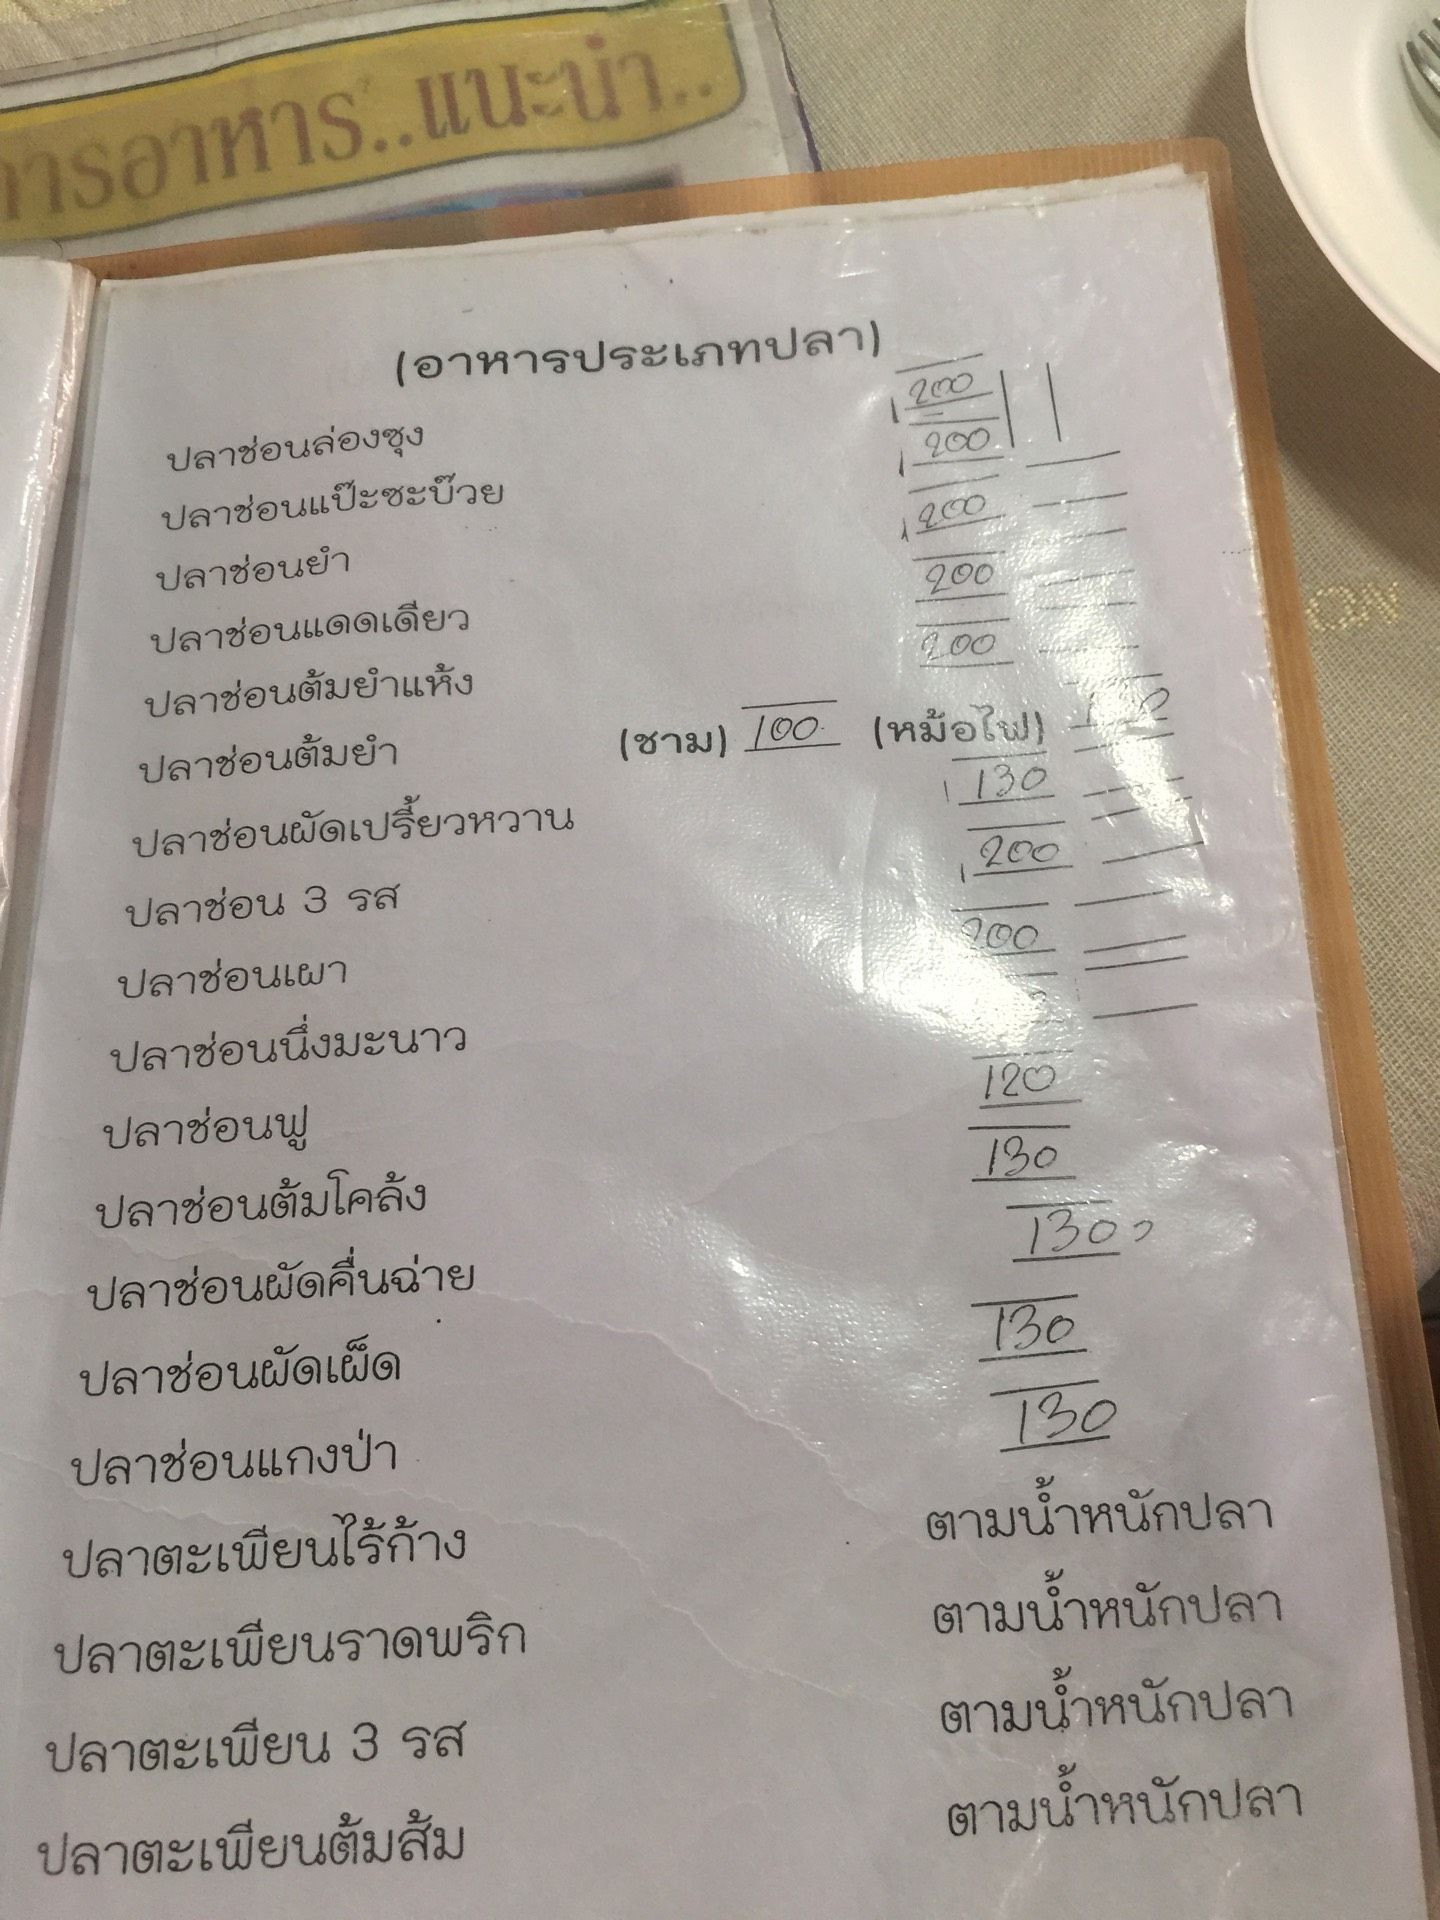 การอาหาร..แนะนำ..
(อาหารประเภทปลา)
ปลาช่อนล่องซุง 200
ปลาช่อนแป๊ะซะบ๊วย 200
ปลาช่อนยำ 200
ปลาช่อนแดดเดียว 200
ปลาช่อนต้มยำแห้ง 200
ปลาช่อนต้มยำ (ชาม) 100 (หม้อไฟ)
ปลาช่อนผัดเปรี้ยวหวาน 130
ปลาช่อน 3 รส 200
ปลาช่อนเผา 200
ปลาช่อนนึ่งมะนาว
ปลาช่อนฟู 120
ปลาช่อนต้มโคล้ง 130
ปลาช่อนผัดคื่นฉ่าย 130
ปลาช่อนผัดเผ็ด 130
ปลาช่อนแกงป่า 130
ปลาตะเพียนไร้ก้าง ตามน้ำหนักปลา
ปลาตะเพียนราดพริก ตามน้ำหนักปลา
ปลาตะเพียน 3 รส ตามน้ำหนักปลา
ปลาตะเพียนต้มส้ม ตามน้ำหนักปลา